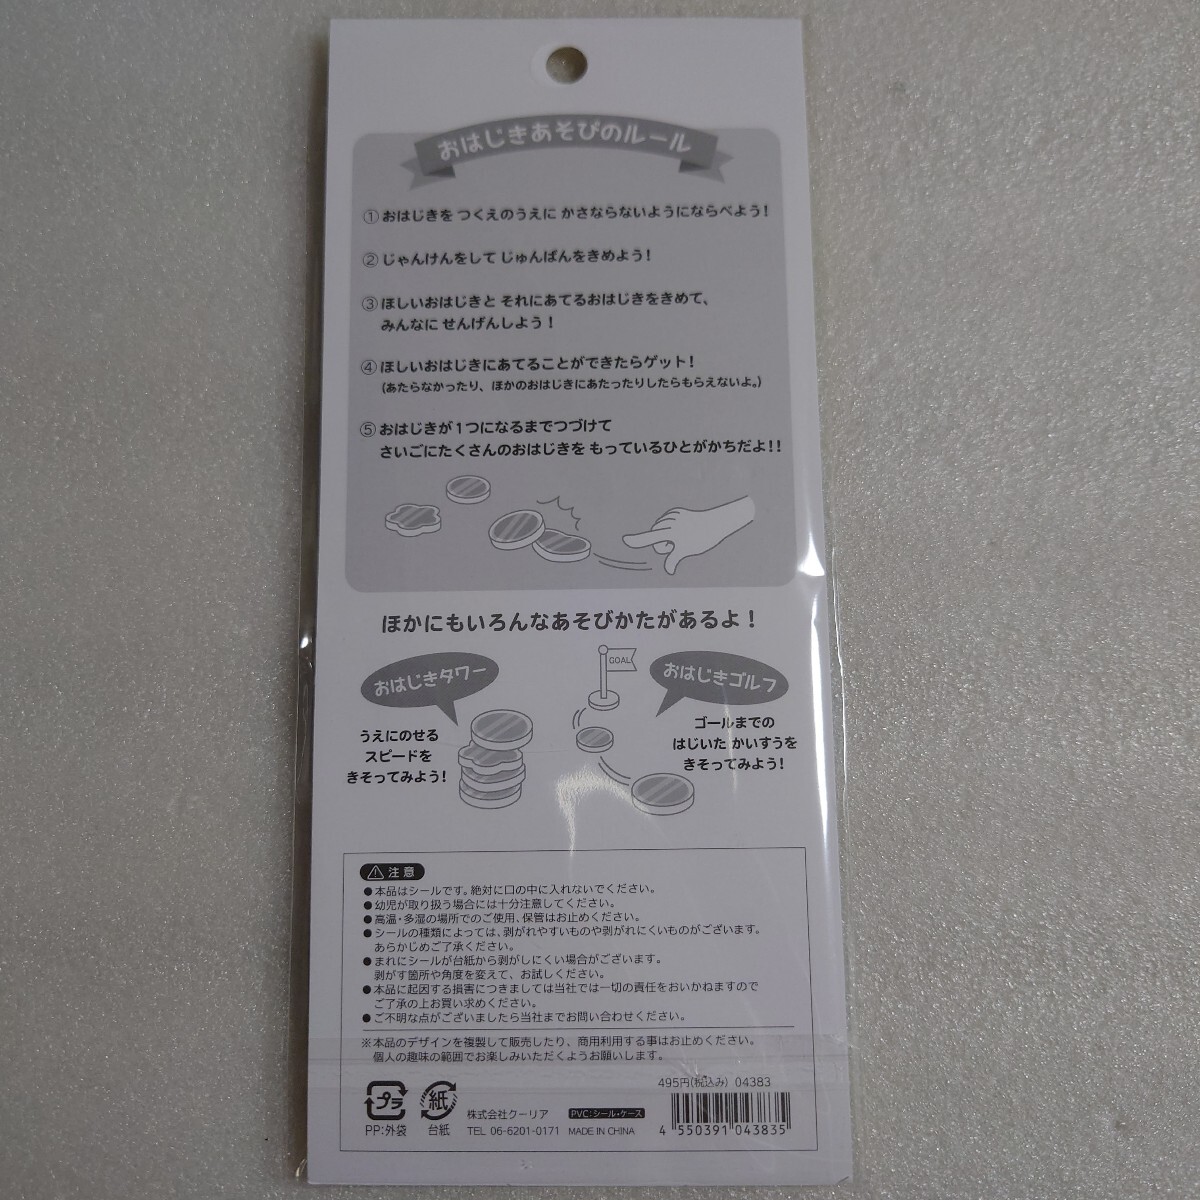 おはじきあそびのルール
① おはじきを つくえのうえに かさならないようにならべよう！
② じゃんけんをして じゅんばんをきめよう！
③ ほしいおはじきと それにあてるおはじきをきめて、
みんなに せんげんしよう！
④ ほしいおはじきにあてることができたらゲット！
(あたらなかったり、ほかのおはじきにあたったりしたらもらえないよ。)
⑤ おはじきが1つになるまでつづけて
さいごにたくさんのおはじきを もっているひとがかちだよ!!
ほかにもいろんなあそびかたがあるよ！
おはじきタワー
うえにのせる
スピードを
きそってみよう！
GOAL
おはじきゴルフ
ゴールまでの
はじいた かいすうを
きそってみよう！
注意
●本品はシールです。絶対に口の中に入れないでください。
●幼児が取り扱う場合には十分注意してください。
●高温・多湿の場所でのご使用、保管はお止めください。
●シールの種類によっては、剥がれやすいものや剥がれにくいものがございます。
あらかじめご了承ください。
●まれにシールが台紙から剥がしにくい場合がございます。
剥がす箇所や角度を変えて、お試しください。
●本品に起因する損害につきましては当社では一切の責任をおいかねますので
ご了承の上お買い求めください。
●ご不明な点がございましたら当社までお問い合わせください。
※本品のデザインを複製して販売したり、商用利用する事はお止めください。
個人の趣味の範囲でお楽しみいただくようお願いします。
495円(税込み) 04383
プラ
PP:外袋
紙
台紙
株式会社クーリア
PVC:シール・ケース
TEL 06-6201-0171 MADE IN CHINA
4 550391 043835